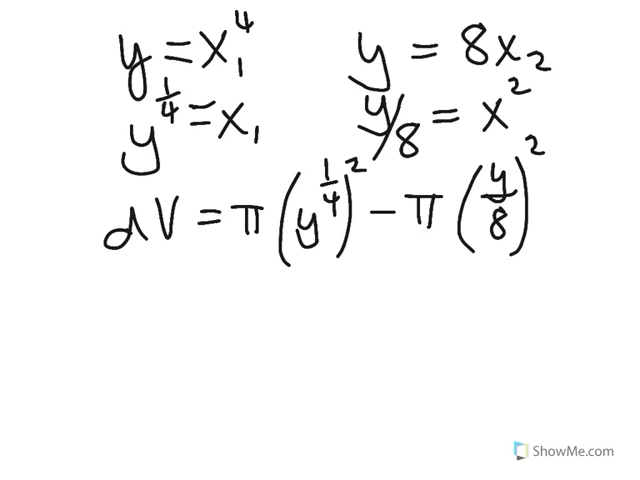 y = x₁⁴ y = 8x₂
y^{1/4} = x₁ y/8 = x²
dV = π(y^{1/4})² − π(y/8)²
ShowMe.com